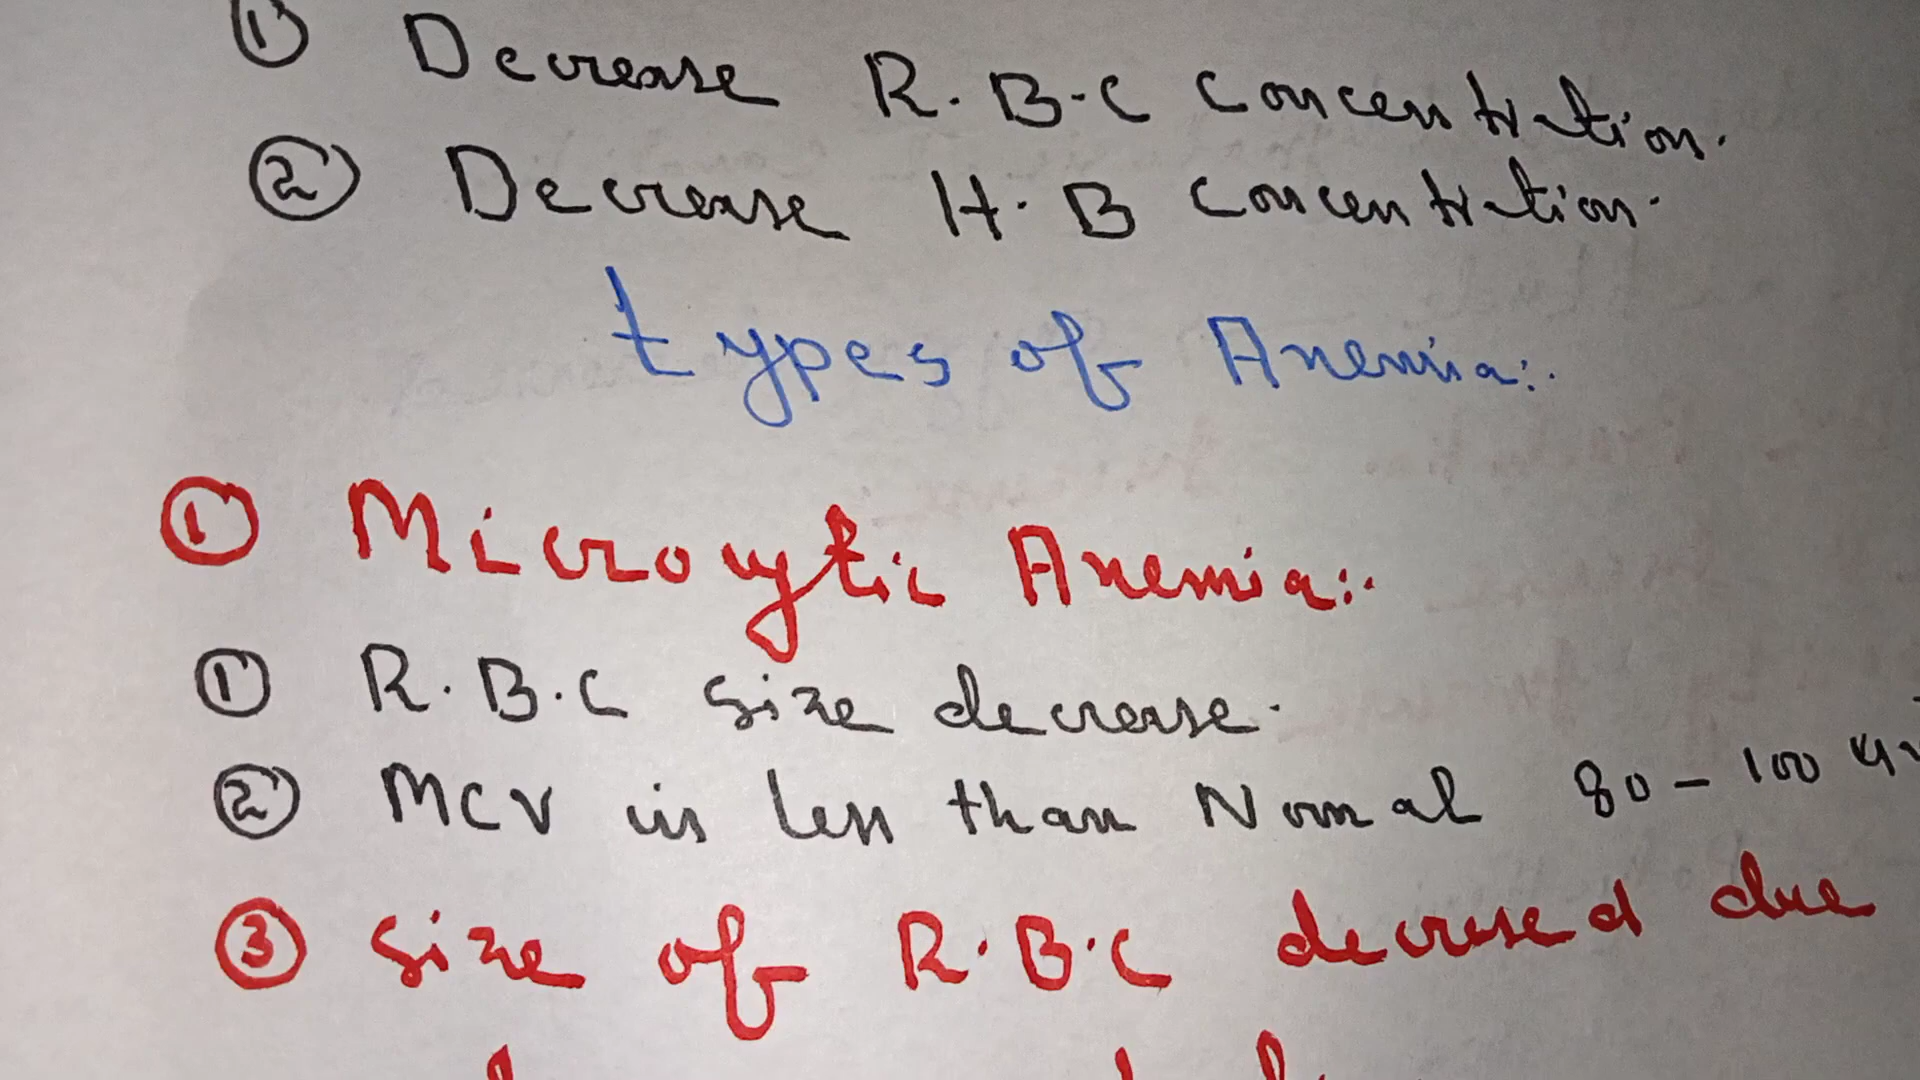 ① Decrease R.B.C Concentration.
② Decrease H.B Concentration.
types of Anemia:.
① Microcytic Anemia:.
① R.B.C size decrease.
② MCV is less than Normal 80-100
③ size of R.B.C decreased due